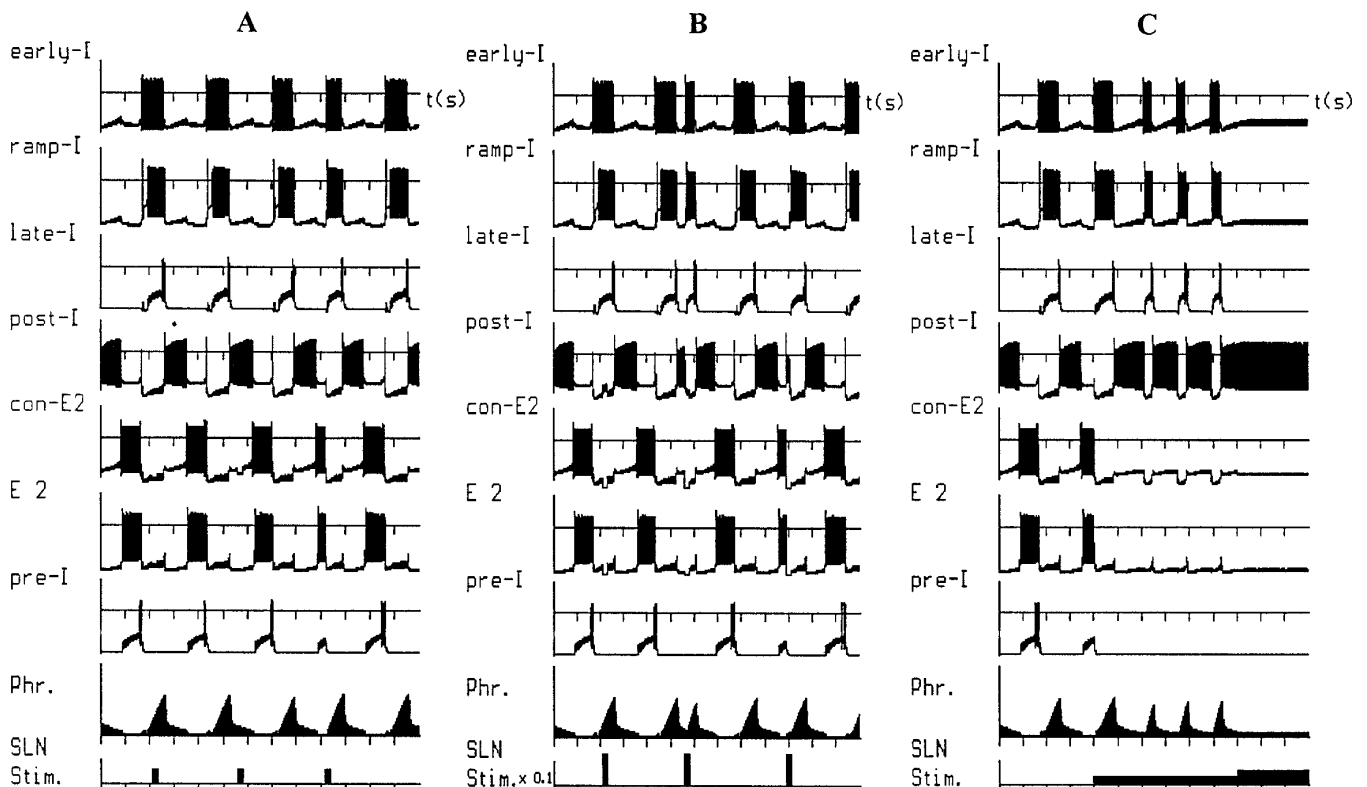 A
early-I
t(s)
ramp-I
late-I
post-I
con-E2
E 2
pre-I
Phr.
SLN
Stim.
B
early-I
t(s)
ramp-I
late-I
post-I
con-E2
E 2
pre-I
Phr.
SLN
Stim.× 0.1
C
early-I
t(s)
ramp-I
late-I
post-I
con-E2
E 2
pre-I
Phr.
SLN
Stim.